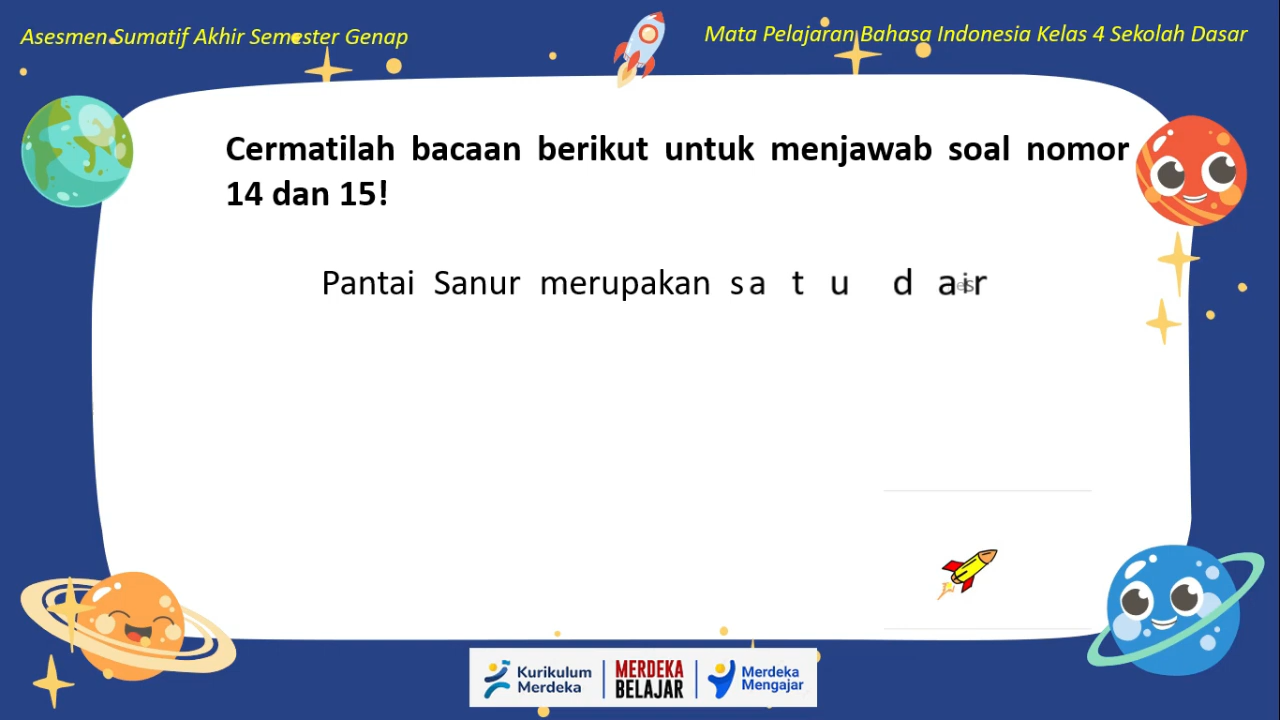 Asesmen Sumatif Akhir Semester Genap
Mata Pelajaran Bahasa Indonesia Kelas 4 Sekolah Dasar
Cermatilah bacaan berikut untuk menjawab soal nomor
14 dan 15!
Pantai Sanur merupakan satu
Kurikulum
Merdeka
MERDEKA
BELAJAR
Merdeka
Mengajar